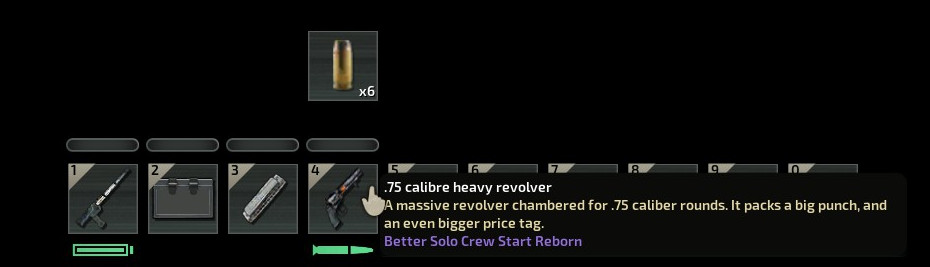 x6
1 2 3 4 5 6 7 8 9 0
.75 calibre heavy revolver
A massive revolver chambered for .75 caliber rounds. It packs a big punch, and
an even bigger price tag.
Better Solo Crew Start Reborn